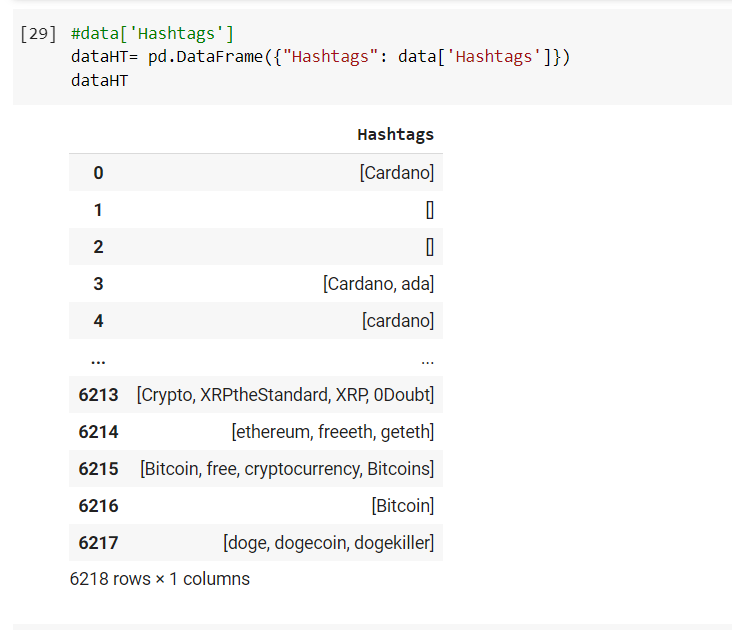 [29] #data['Hashtags']
dataHT= pd.DataFrame({"Hashtags": data['Hashtags']})
dataHT
Hashtags
0 [Cardano]
1 []
2 []
3 [Cardano, ada]
4 [cardano]
... ...
6213 [Crypto, XRPtheStandard, XRP, 0Doubt]
6214 [ethereum, freeeth, geteth]
6215 [Bitcoin, free, cryptocurrency, Bitcoins]
6216 [Bitcoin]
6217 [doge, dogecoin, dogekiller]
6218 rows × 1 columns